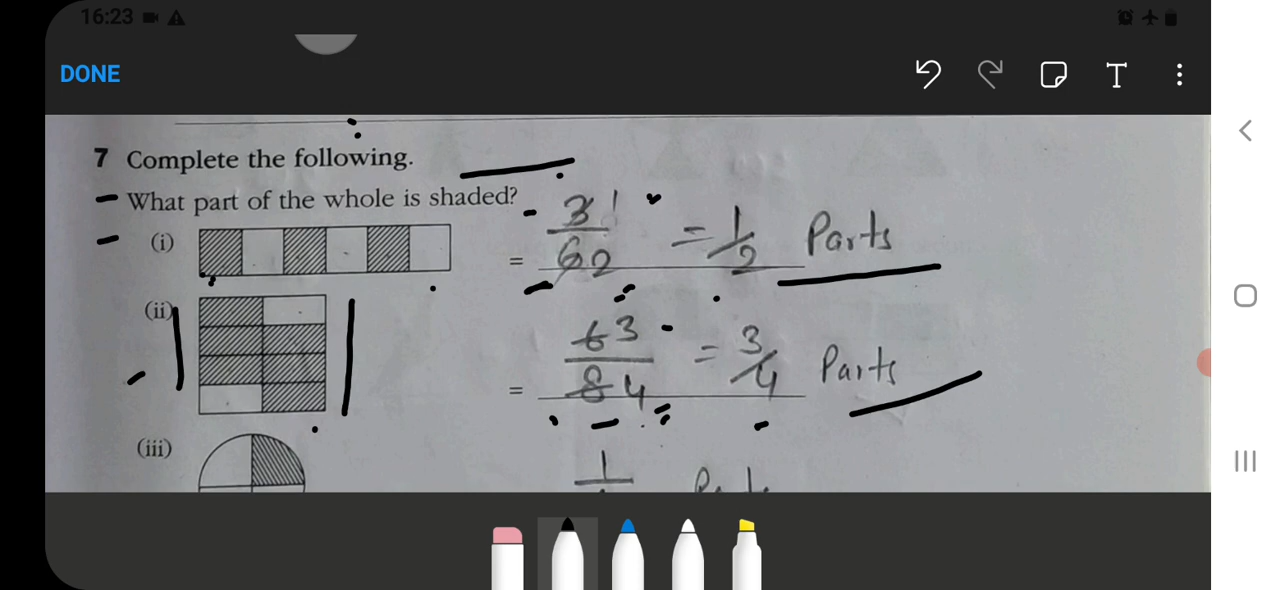 16:23
DONE
T
7 Complete the following.
What part of the whole is shaded?
(i) = 3 1 / 6 2 = 1/2 Parts
(ii) = 6 3 / 8 4 = 3/4 Parts
(iii) 1